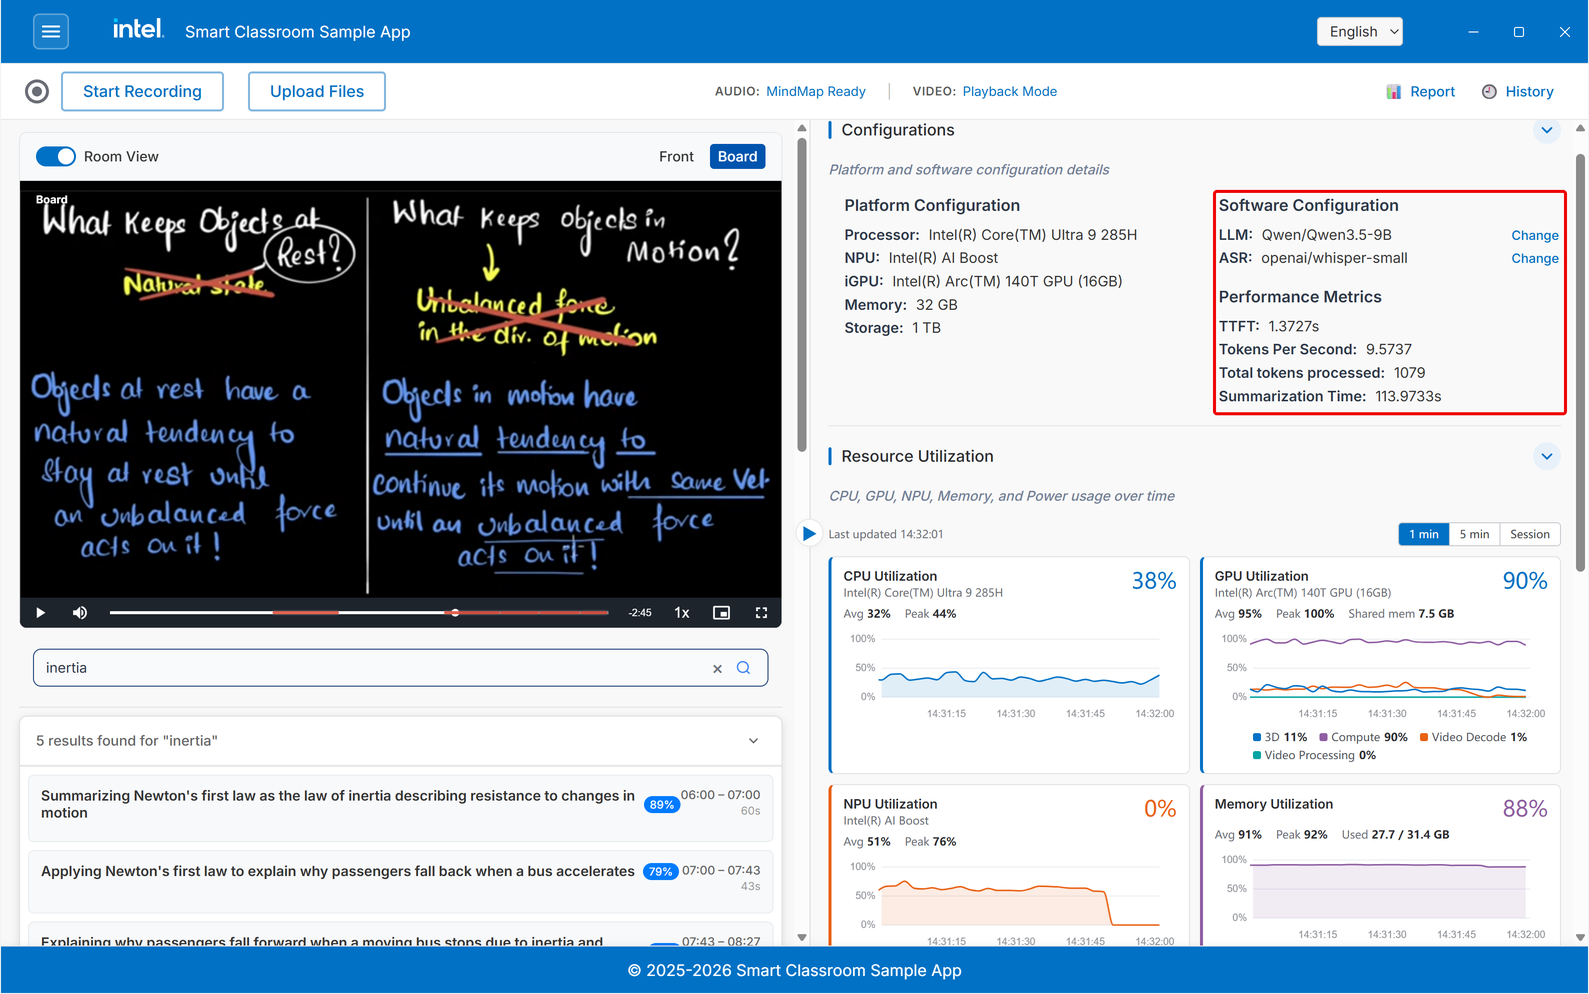 intel.
Smart Classroom Sample App
English
Start Recording
Upload Files
AUDIO: MindMap Ready
VIDEO: Playback Mode
Report
History
Room View
Front
Board
Board
What Keeps Objects at
Rest?
Natural state
What keeps objects in
Motion?
Unbalanced force
in the div. of motion
Objects at rest have a
natural tendency to
Stay at rest until
an unbalanced force
acts on it!
Objects in motion have
natural tendency to
continue its motion with same Vel
until an unbalanced force
acts on it!
-2:45
1x
inertia
5 results found for "inertia"
Summarizing Newton's first law as the law of inertia describing resistance to changes in
motion
89%
06:00 – 07:00
60s
Applying Newton's first law to explain why passengers fall back when a bus accelerates
79%
07:00 – 07:43
43s
Explaining why passengers fall forward when a moving bus stops due to inertia and
07:43 – 08:27
Configurations
Platform and software configuration details
Platform Configuration
Processor: Intel(R) Core(TM) Ultra 9 285H
NPU: Intel(R) AI Boost
iGPU: Intel(R) Arc(TM) 140T GPU (16GB)
Memory: 32 GB
Storage: 1 TB
Software Configuration
LLM: Qwen/Qwen3.5-9B
Change
ASR: openai/whisper-small
Change
Performance Metrics
TTFT: 1.3727s
Tokens Per Second: 9.5737
Total tokens processed: 1079
Summarization Time: 113.9733s
Resource Utilization
CPU, GPU, NPU, Memory, and Power usage over time
Last updated 14:32:01
1 min
5 min
Session
CPU Utilization
38%
Intel(R) Core(TM) Ultra 9 285H
Avg 32% Peak 44%
100%
50%
0%
14:31:15 14:31:30 14:31:45 14:32:00
GPU Utilization
90%
Intel(R) Arc(TM) 140T GPU (16GB)
Avg 95% Peak 100% Shared mem 7.5 GB
100%
50%
0%
14:31:15 14:31:30 14:31:45 14:32:00
3D 11% Compute 90% Video Decode 1%
Video Processing 0%
NPU Utilization
0%
Intel(R) AI Boost
Avg 51% Peak 76%
100%
50%
0%
14:31:15 14:31:30 14:31:45 14:32:00
Memory Utilization
88%
Avg 91% Peak 92% Used 27.7 / 31.4 GB
100%
50%
0%
14:31:15 14:31:30 14:31:45 14:32:00
© 2025-2026 Smart Classroom Sample App